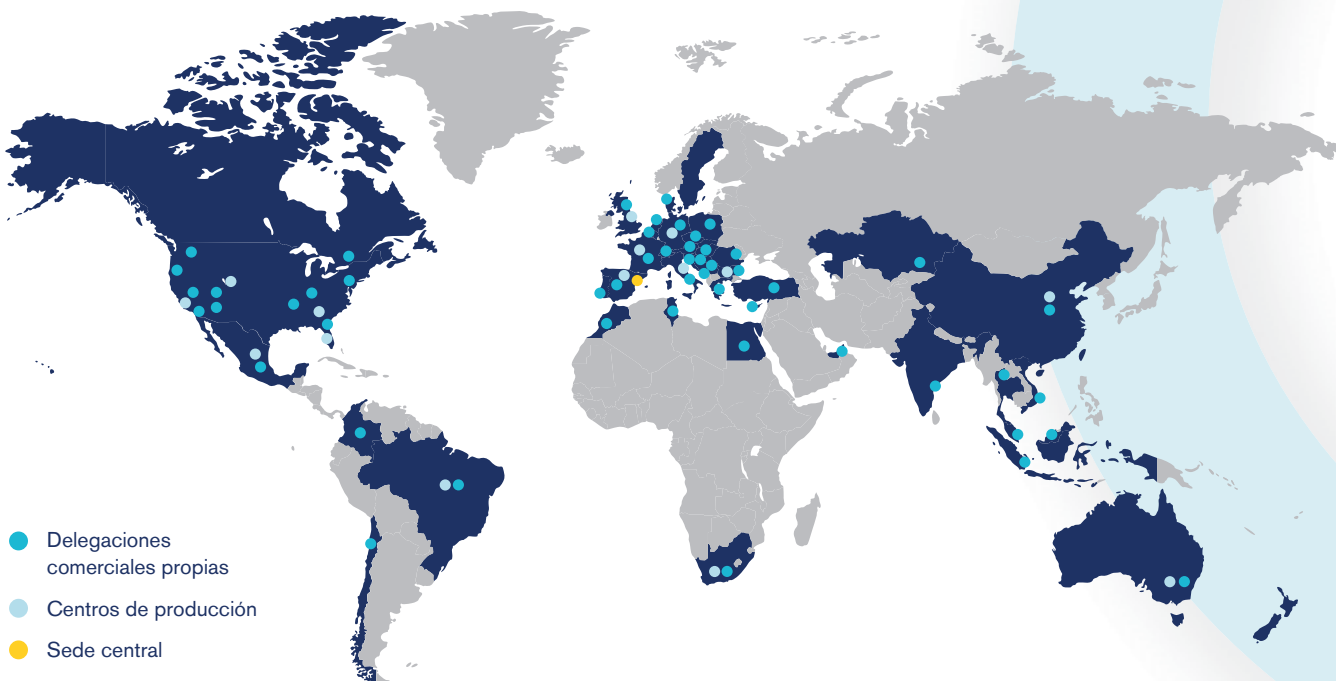 Delegaciones
comerciales propias
Centros de producción
Sede central